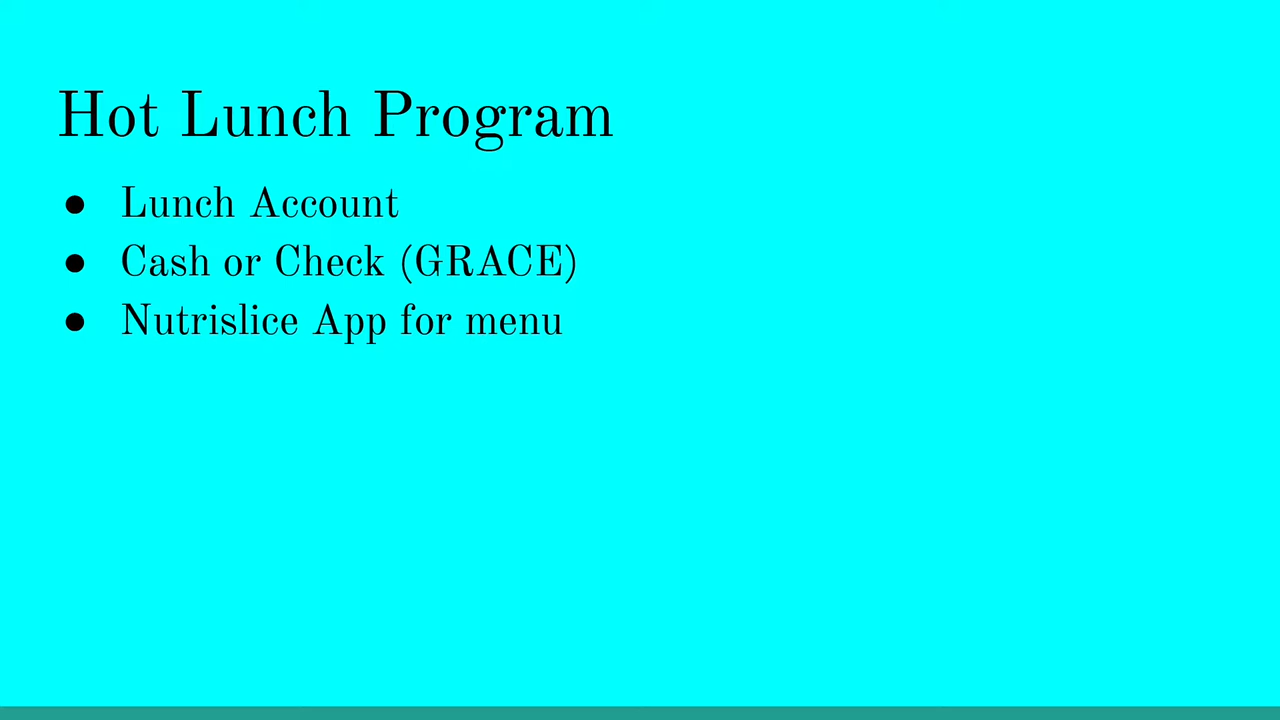 Hot Lunch Program
● Lunch Account
● Cash or Check (GRACE)
● Nutrislice App for menu